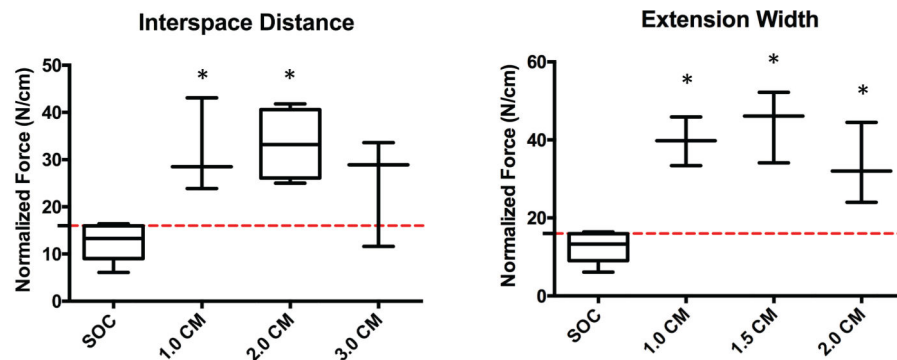 Interspace Distance
Normalized Force (N/cm)
50
40
30
20
10
0
* *
SOC 1.0 CM 2.0 CM 3.0 CM
Extension Width
Normalized Force (N/cm)
60
40
20
0
* * *
SOC 1.0 CM 1.5 CM 2.0 CM